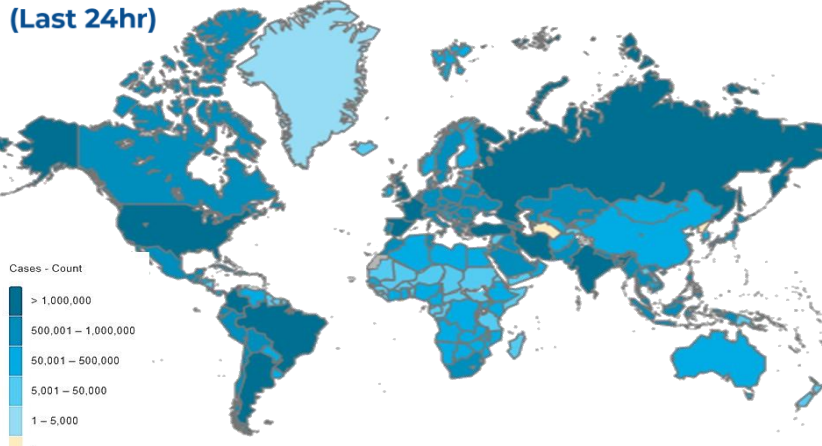 (Last 24hr)
Cases - Count
> 1,000,000
500,001 – 1,000,000
50,001 – 500,000
5,001 – 50,000
1 – 5,000